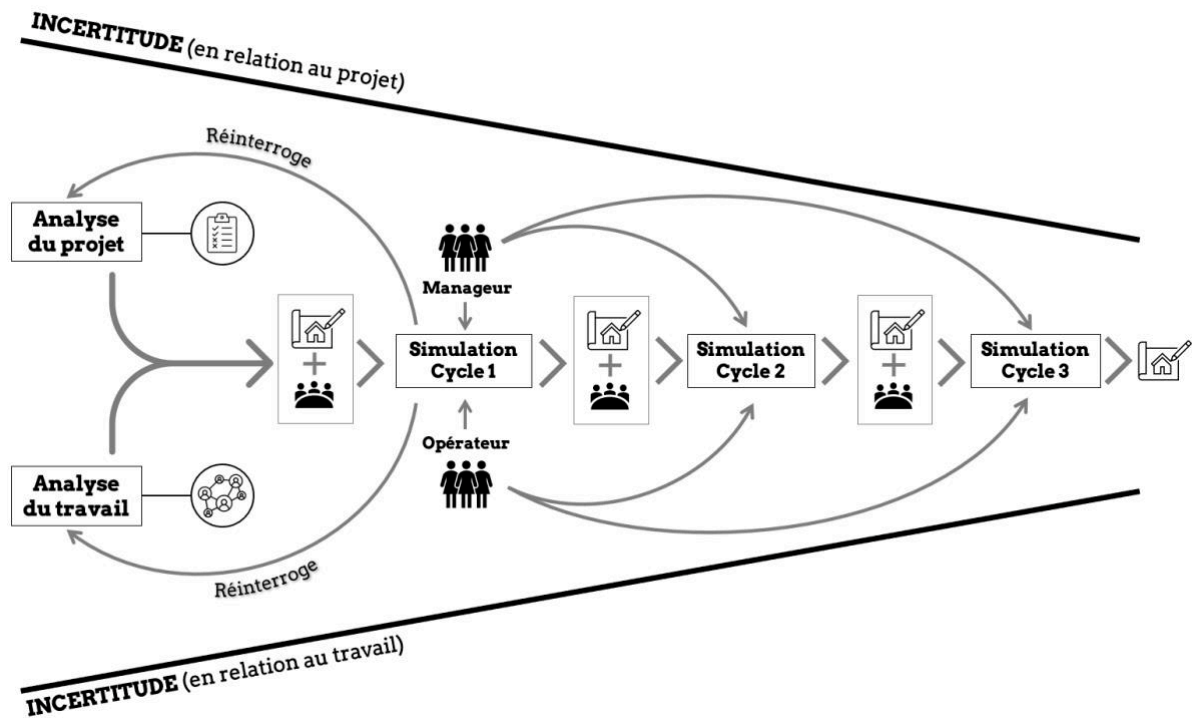 INCERTITUDE (en relation au projet)
Réinterroge
Analyse
du projet
Manageur
Simulation
Cycle 1
Simulation
Cycle 2
Simulation
Cycle 3
Opérateur
Analyse
du travail
Réinterroge
INCERTITUDE (en relation au travail)